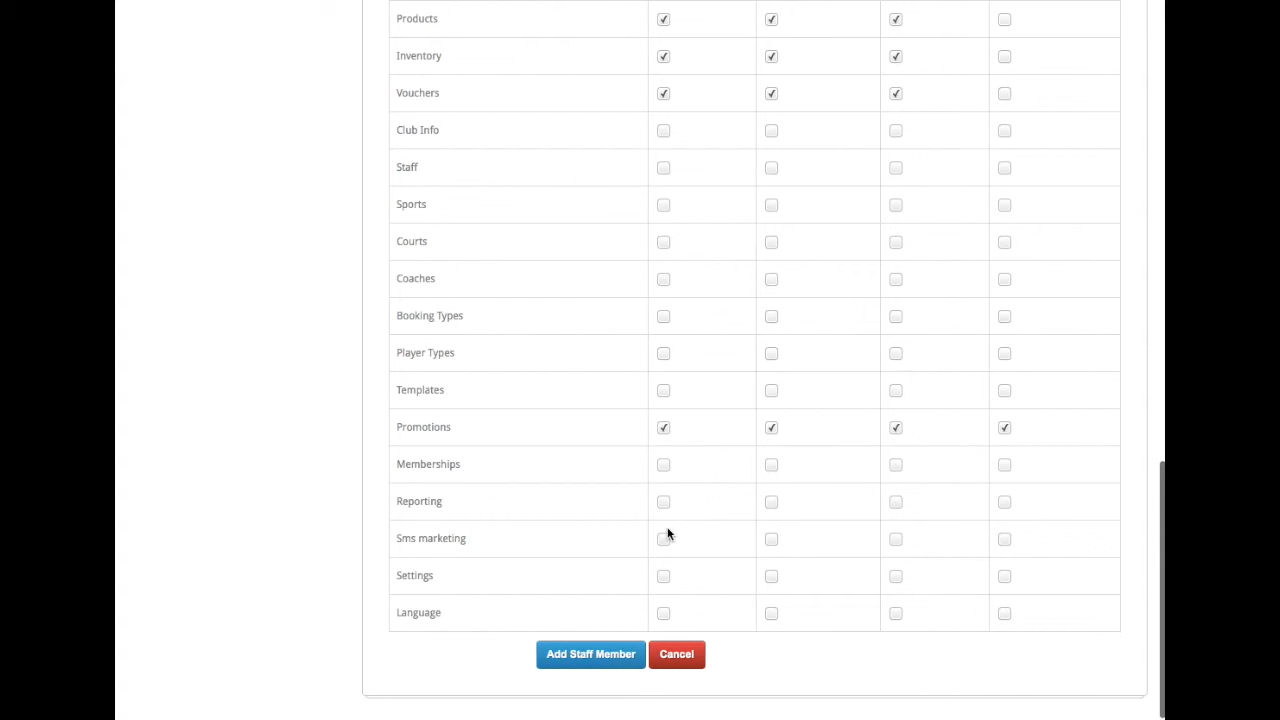 Products
Inventory
Vouchers
Club Info
Staff
Sports
Courts
Coaches
Booking Types
Player Types
Templates
Promotions
Memberships
Reporting
Sms marketing
Settings
Language
Add Staff Member Cancel